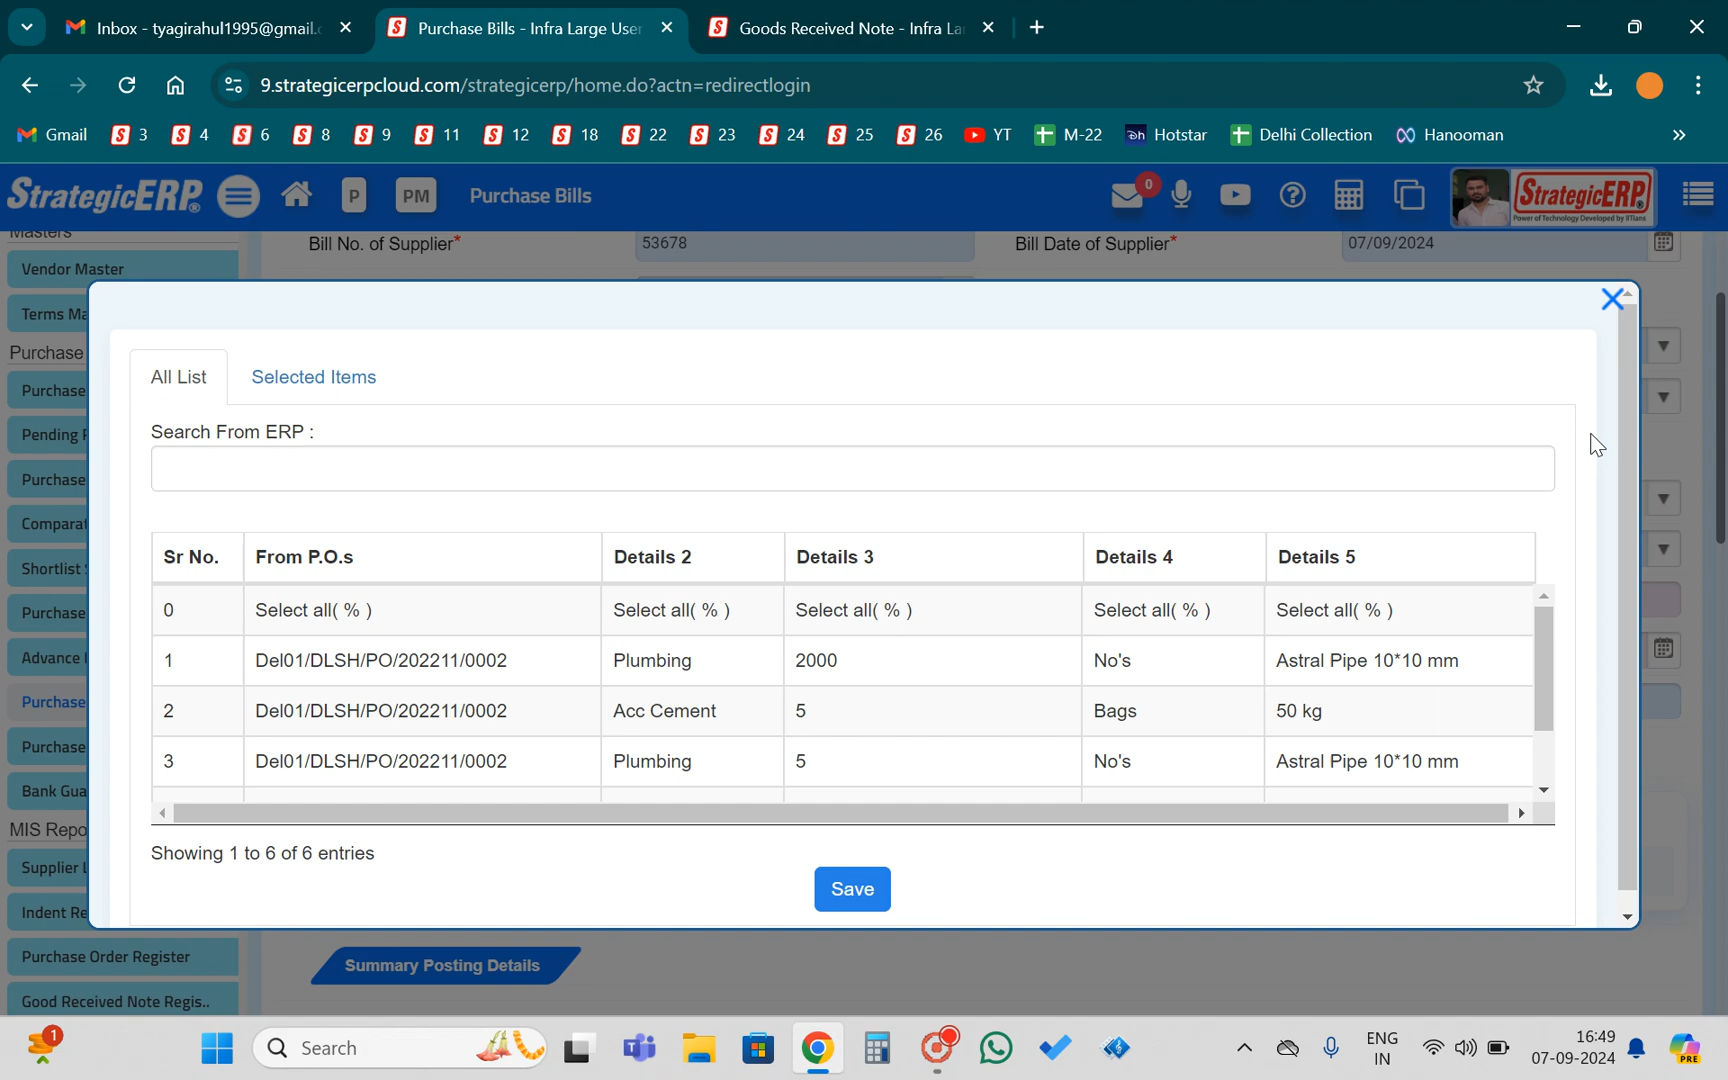 Inbox - tyagirahul1995@gmail.
Purchase Bills - Infra Large User
Goods Received Note - Infra La
9.strategicerpcloud.com/strategicerp/home.do?actn=redirectlogin
Gmail 3 4 6 8 9 11 12 18 22 23 24 25 26 YT M-22 Hotstar Delhi Collection Hanooman
StrategicERP P PM Purchase Bills 0 StrategicERP
Power of Technology Developed by IITians
Masters
Bill No. of Supplier* 53678 Bill Date of Supplier* 07/09/2024
Vendor Master
Terms Ma
Purchase
Purchase
Pending
Purchase
Compara
Shortlist
Purchase
Advance
Purchase
Purchase
Bank Gua
MIS Repo
Supplier L
Indent Re
Purchase Order Register
Good Received Note Regis..
All List Selected Items
Search From ERP :
Sr No. From P.O.s Details 2 Details 3 Details 4 Details 5
0 Select all( % ) Select all( % ) Select all( % ) Select all( % ) Select all( % )
1 Del01/DLSH/PO/202211/0002 Plumbing 2000 No's Astral Pipe 10*10 mm
2 Del01/DLSH/PO/202211/0002 Acc Cement 5 Bags 50 kg
3 Del01/DLSH/PO/202211/0002 Plumbing 5 No's Astral Pipe 10*10 mm
Showing 1 to 6 of 6 entries
Save
Summary Posting Details
1 Search ENG
IN
16:49
07-09-2024
PRE